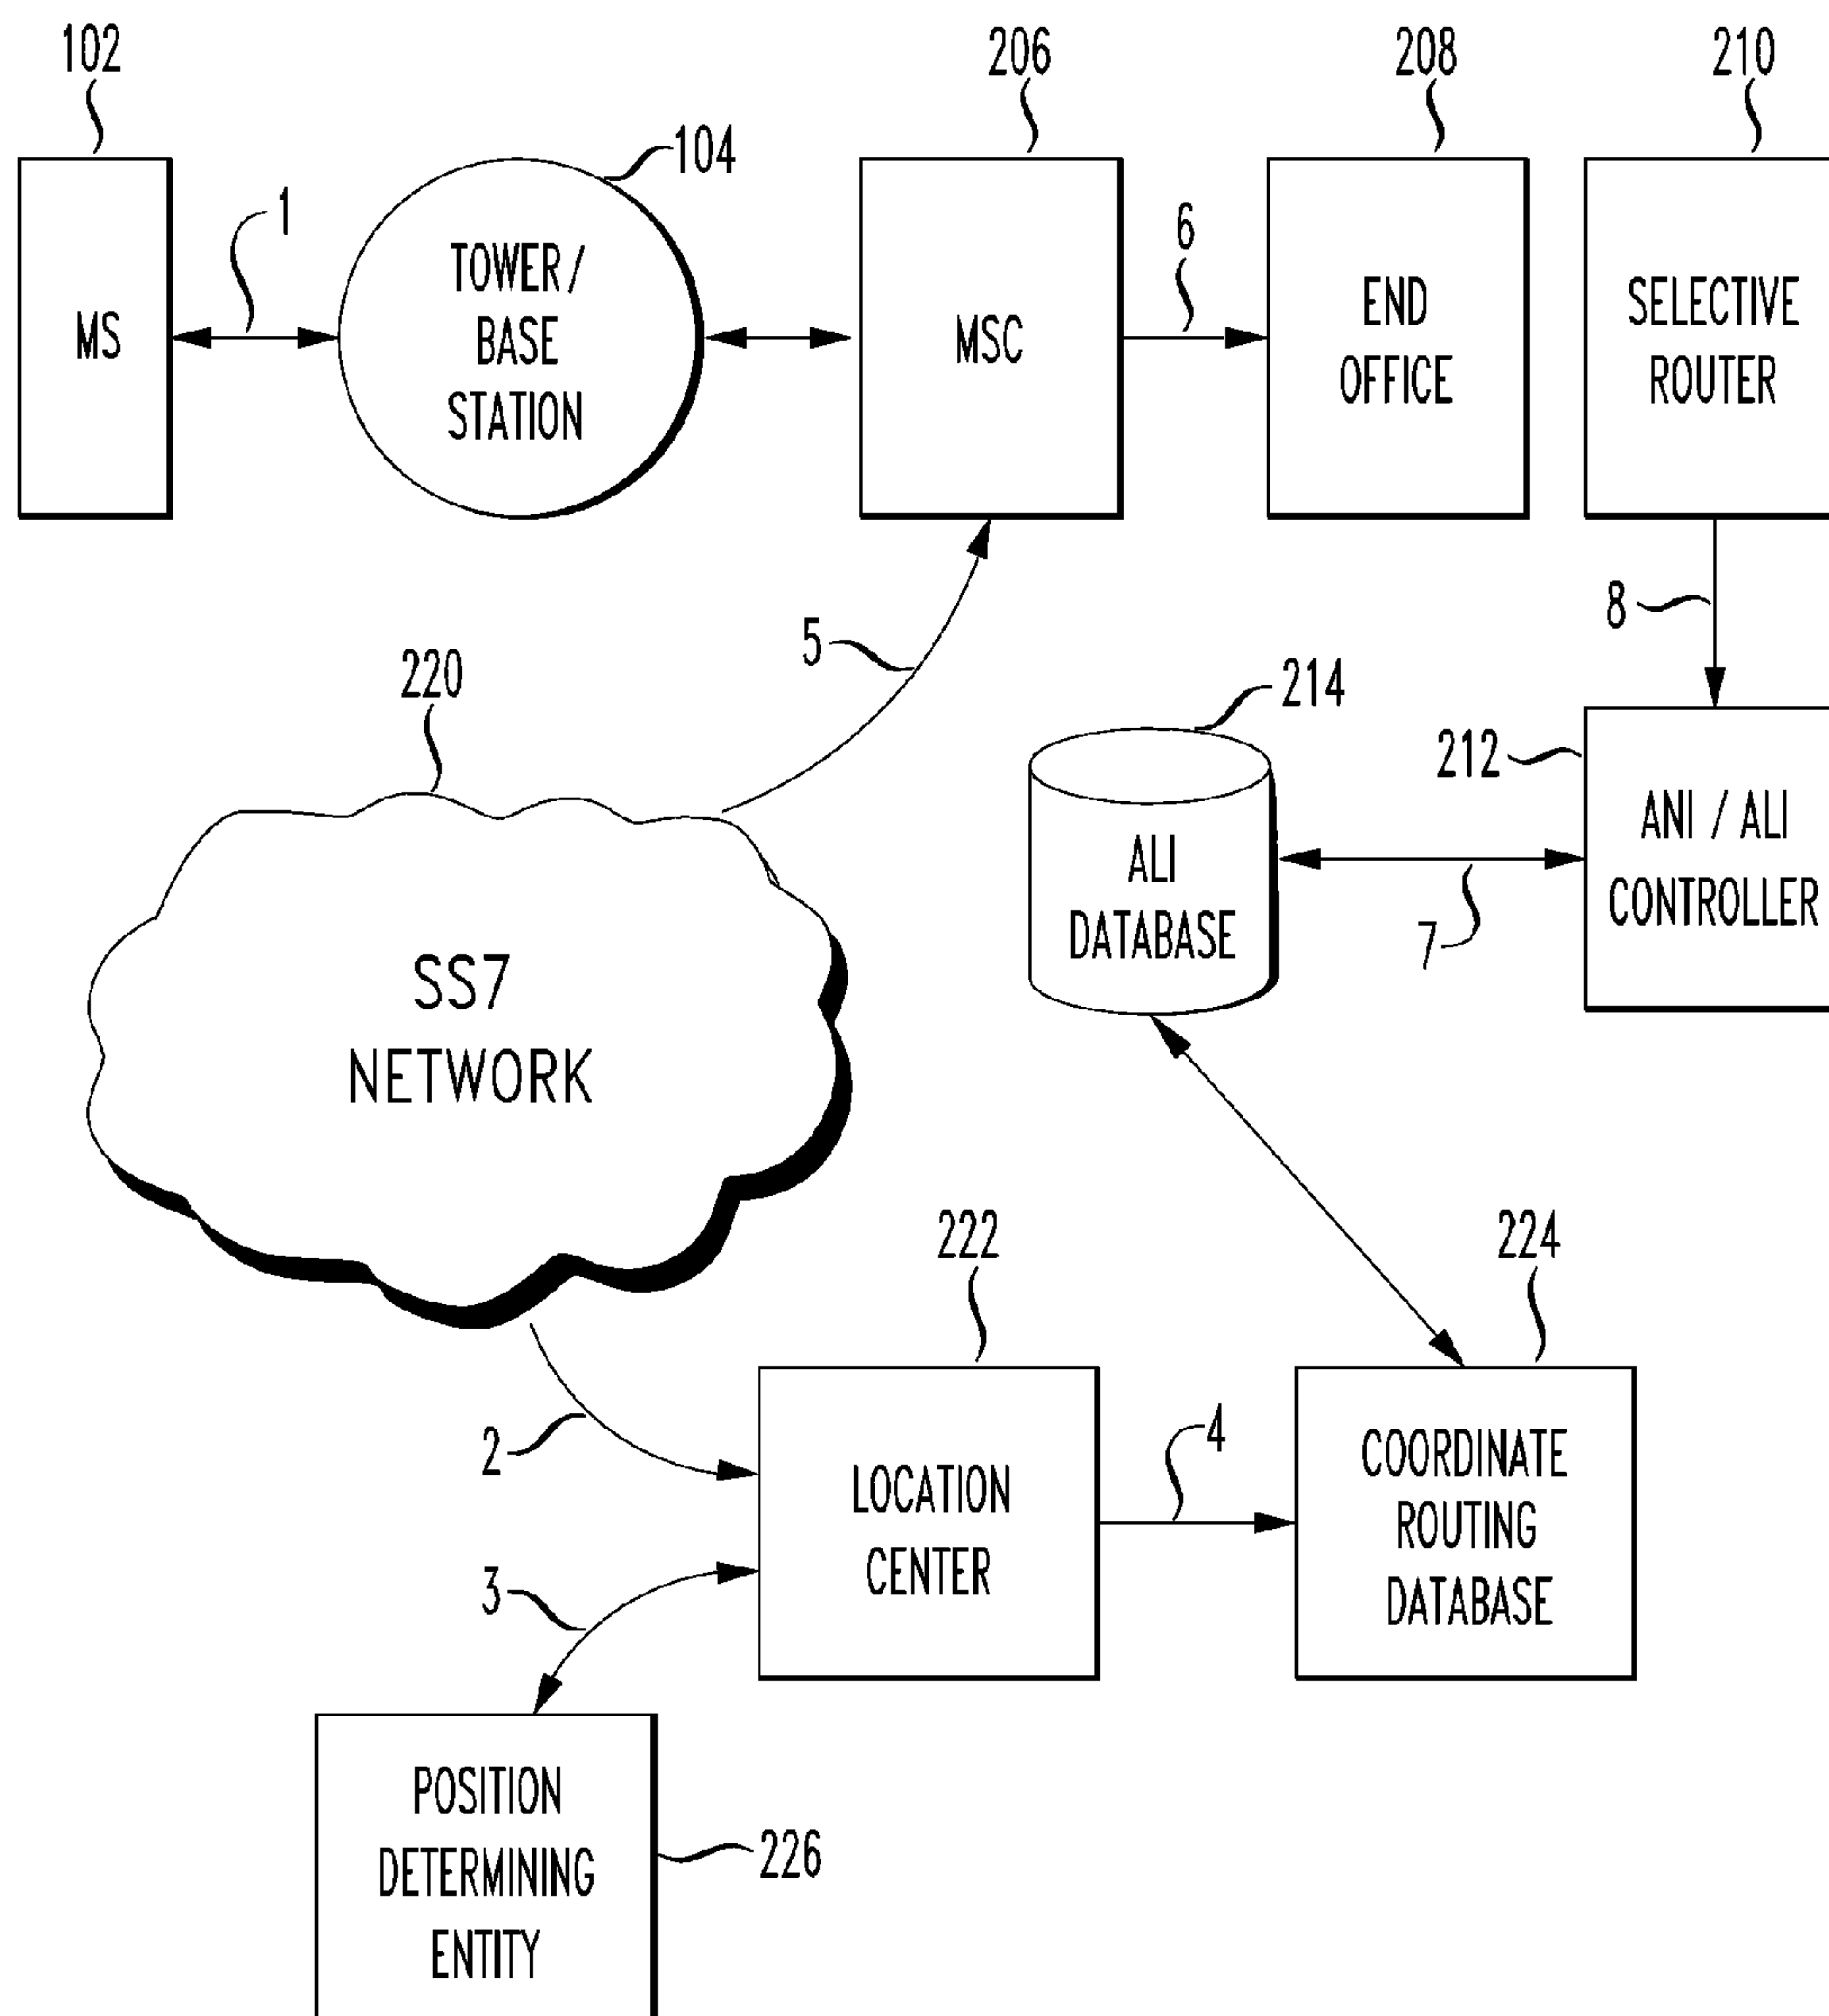 102
206
208
210
104
1
6
MS
TOWER /
BASE
STATION
MSC
END
OFFICE
SELECTIVE
ROUTER
5
8
220
214
212
ANI / ALI
CONTROLLER
ALI
DATABASE
7
SS7
NETWORK
222
224
2
4
LOCATION
CENTER
COORDINATE
ROUTING
DATABASE
3
POSITION
DETERMINING
ENTITY
226